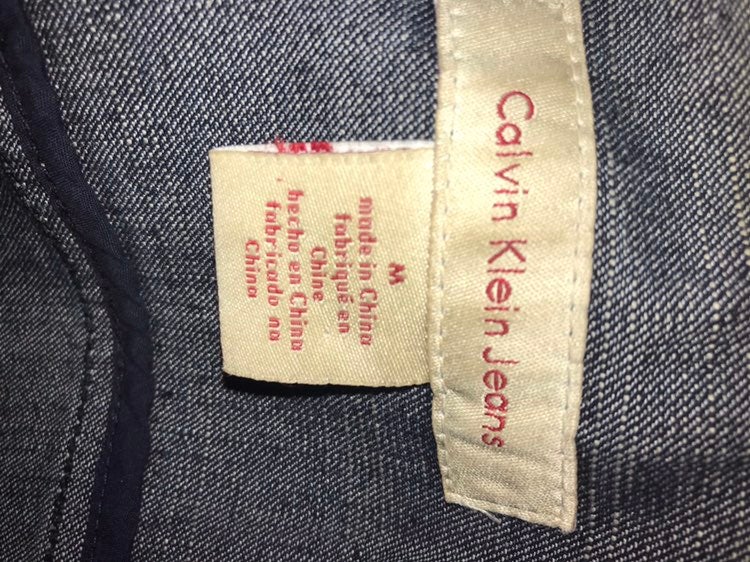 Calvin Klein Jeans
M
made in China
fabriqué en
Chine
hecho en China
fabricado na
China